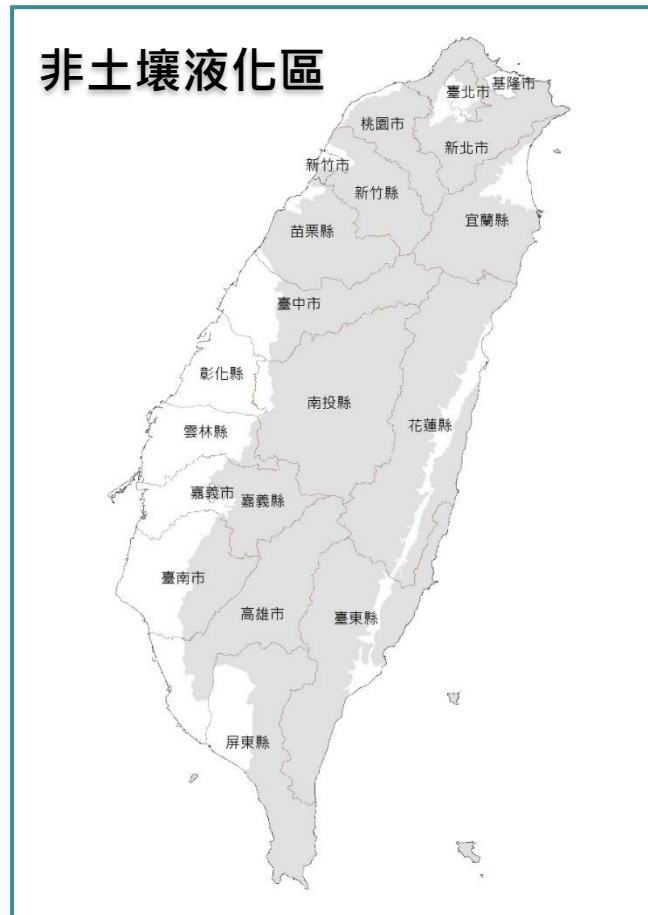 非土壤液化區
基隆市
臺北市
桃園市
新北市
新竹市
新竹縣
宜蘭縣
苗栗縣
臺中市
彰化縣
南投縣
花蓮縣
雲林縣
嘉義市
嘉義縣
臺南市
高雄市
臺東縣
屏東縣